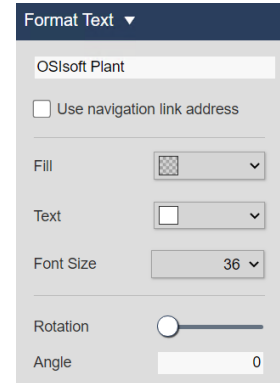 Format Text
OSIsoft Plant
Use navigation link address
Fill
Text
Font Size 36
Rotation
Angle 0